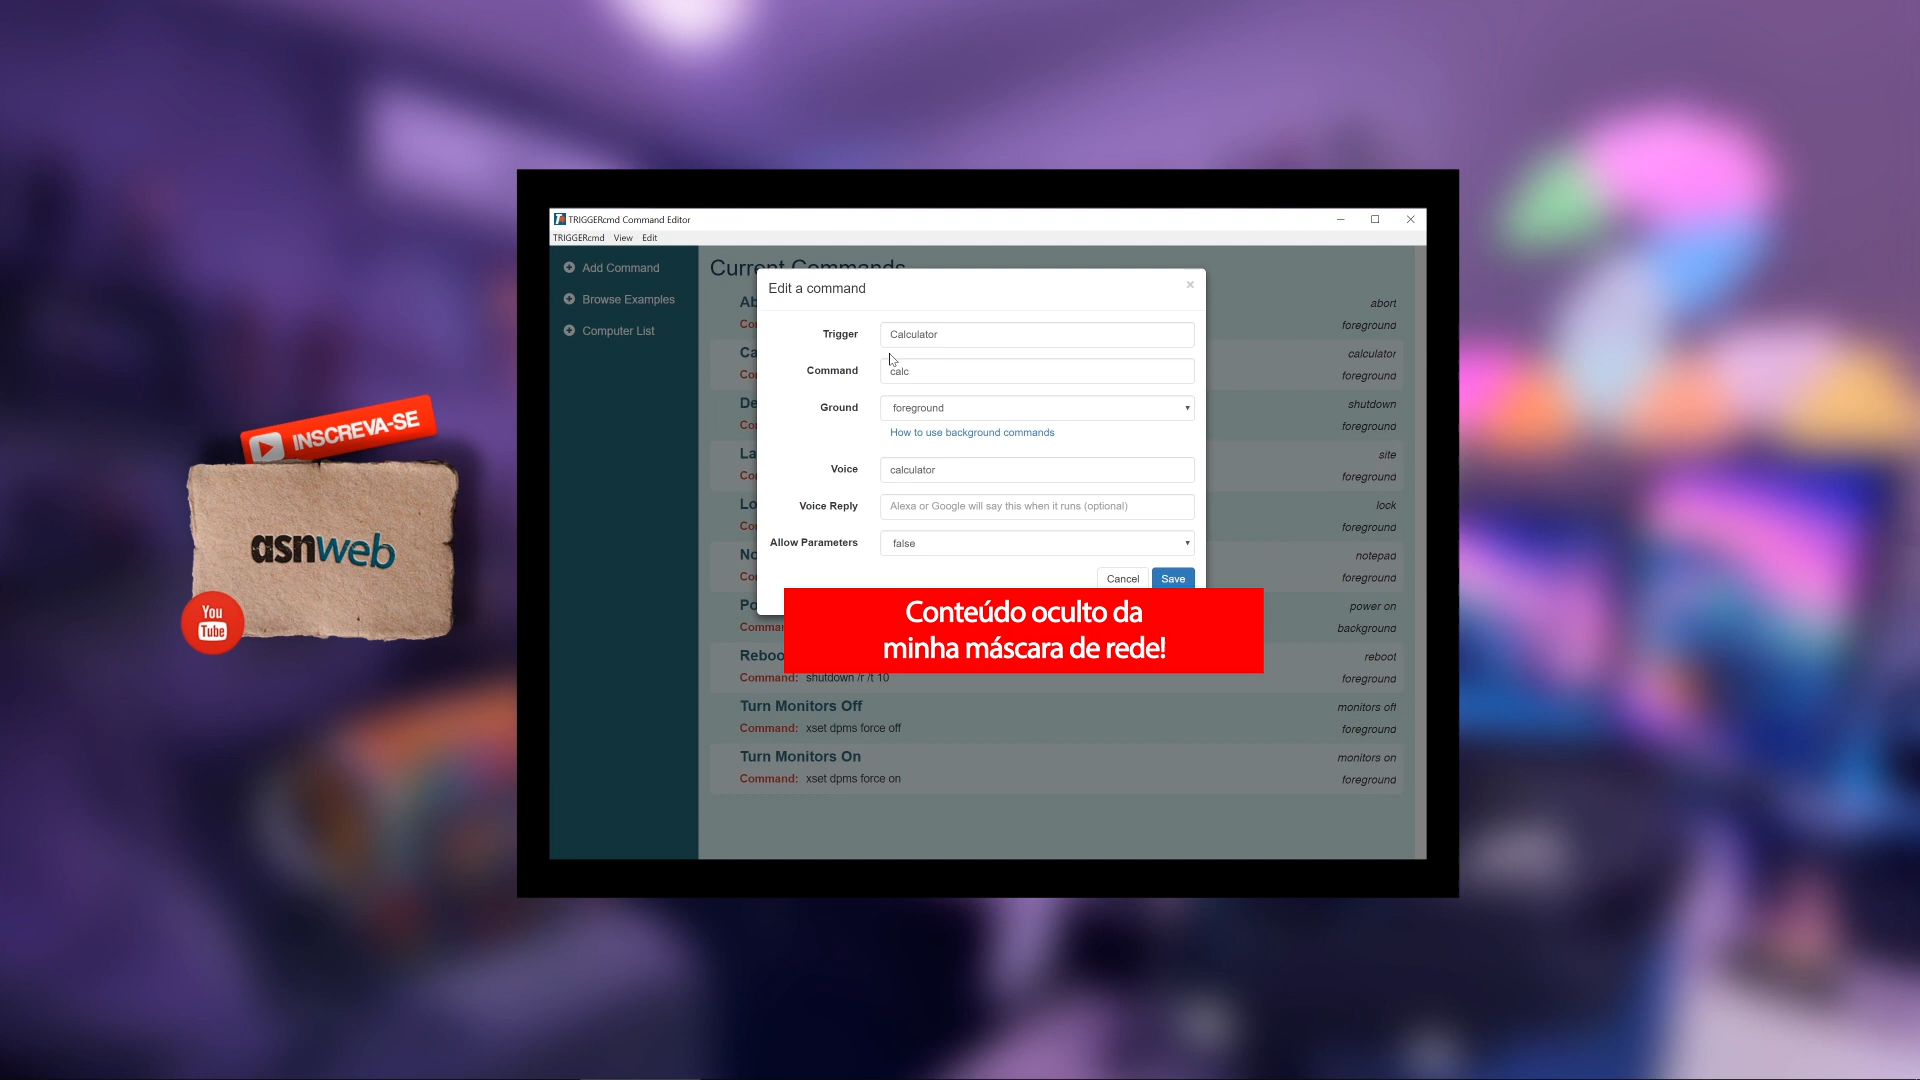 TRIGGERcmd Command Editor
TRIGGERcmd View Edit
Add Command
Browse Examples
Computer List
Current Commands
abort
foreground
calculator
foreground
shutdown
foreground
site
foreground
lock
foreground
notepad
foreground
power on
background
reboot
foreground
Command: shutdown /r /t 10
Turn Monitors Off
monitors off
Command: xset dpms force off
foreground
Turn Monitors On
monitors on
Command: xset dpms force on
foreground
Edit a command
×
Trigger
Calculator
Command
calc
Ground
foreground
How to use background commands
Voice
calculator
Voice Reply
Alexa or Google will say this when it runs (optional)
Allow Parameters
false
Cancel
Save
Conteúdo oculto da
minha máscara de rede!
INSCREVA-SE
asnweb
You
Tube